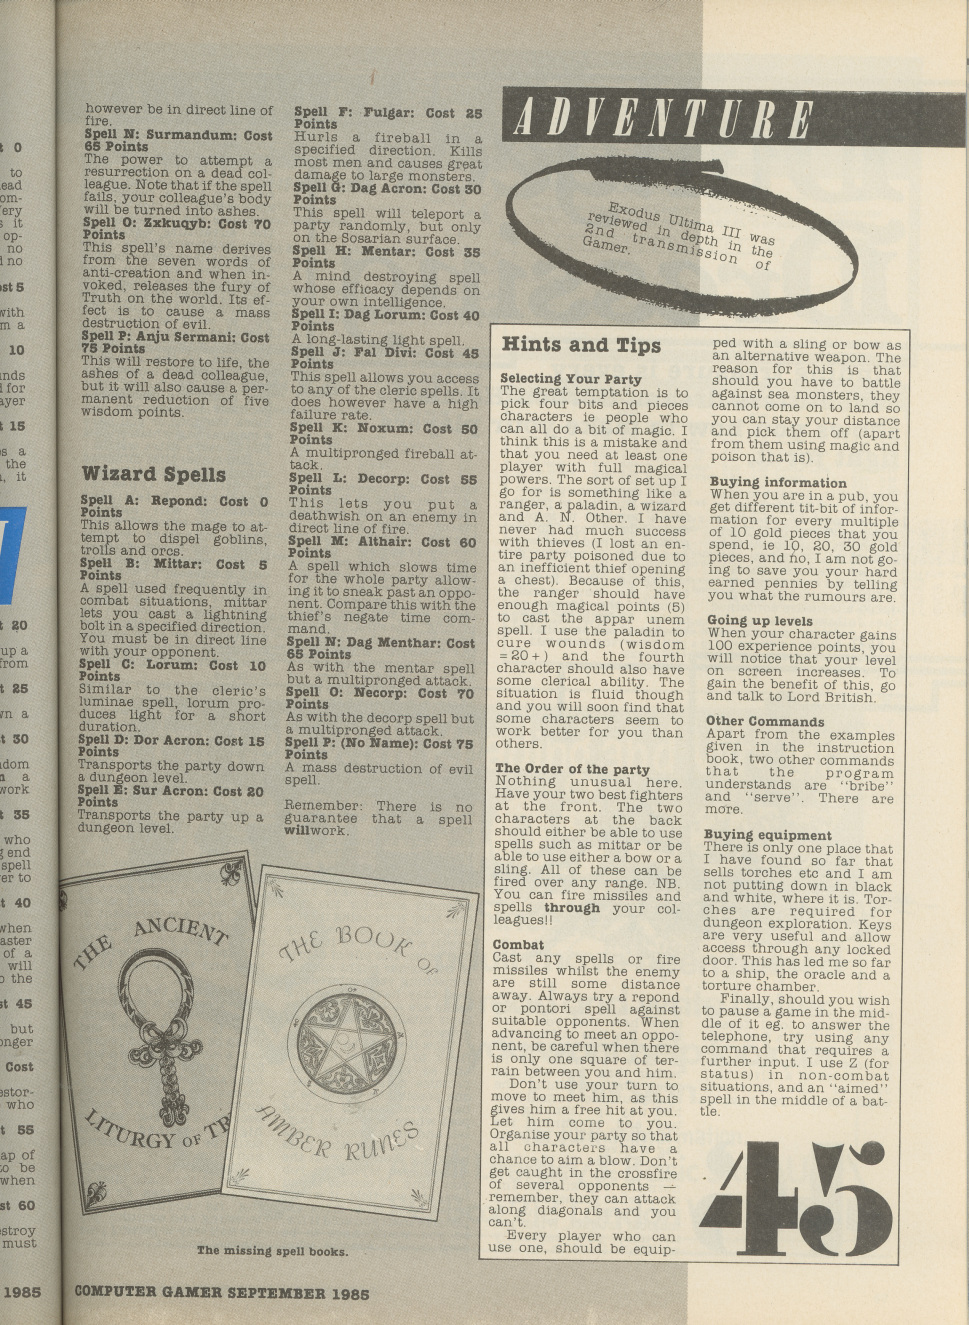 however be in direct line of
fire.
Spell N: Surmandum: Cost
65 Points
The power to attempt a
resurrection on a dead col-
league. Note that if the spell
fails, your colleague's body
will be turned into ashes.
Spell O: Zxkuqyb: Cost 70
Points
This spell's name derives
from the seven words of
anti-creation and when in-
voked, releases the fury of
Truth on the world. Its ef-
fect is to cause a mass
destruction of evil.
Spell P: Anju Sermani: Cost
75 Points
This will restore to life, the
ashes of a dead colleague,
but it will also cause a per-
manent reduction of five
wisdom points.
Wizard Spells
Spell A: Repond: Cost 0
Points
This allows the mage to at-
tempt to dispel goblins,
trolls and orcs.
Spell B: Mittar: Cost 5
Points
A spell used frequently in
combat situations, mittar
lets you cast a lightning
bolt in a specified direction.
You must be in direct line
with your opponent.
Spell C: Lorum: Cost 10
Points
Similar to the cleric's
luminae spell, lorum pro-
duces light for a short
duration.
Spell D: Dor Acron: Cost 15
Points
Transports the party down
a dungeon level.
Spell E: Sur Acron: Cost 20
Points
Transports the party up a
dungeon level.
Spell F: Fulgar: Cost 25
Points
Hurls a fireball in a
specified direction. Kills
most men and causes great
damage to large monsters.
Spell G: Dag Acron: Cost 30
Points
This spell will teleport a
party randomly, but only
on the Sosarian surface.
Spell H: Mentar: Cost 35
Points
A mind destroying spell
whose efficacy depends on
your own intelligence.
Spell I: Dag Lorum: Cost 40
Points
A long-lasting light spell.
Spell J: Fal Divi: Cost 45
Points
This spell allows you access
to any of the cleric spells. It
does however have a high
failure rate.
Spell K: Noxum: Cost 50
Points
A multipronged fireball at-
tack.
Spell L: Decorp: Cost 55
Points
This lets you put a
deathwish on an enemy in
direct line of fire.
Spell M: Althair: Cost 60
Points
A spell which slows time
for the whole party allow-
ing it to sneak past an oppo-
nent. Compare this with the
thief's negate time com-
mand.
Spell N: Dag Menthar: Cost
65 Points
As with the mentar spell
but a multipronged attack.
Spell O: Necorp: Cost 70
Points
As with the decorp spell but
a multipronged attack.
Spell P: (No Name): Cost 75
Points
A mass destruction of evil
spell.
Remember: There is no
guarantee that a spell
willwork.
THE ANCIENT
LITURGY OF TR
THE BOOK OF
AMBER RUNES
The missing spell books.
ADVENTURE
Exodus Ultima III was
reviewed in depth in the
2nd transmission of
Gamer.
Hints and Tips
Selecting Your Party
The great temptation is to
pick four bits and pieces
characters ie people who
can all do a bit of magic. I
think this is a mistake and
that you need at least one
player with full magical
powers. The sort of set up I
go for is something like a
ranger, a paladin, a wizard
and A. N. Other. I have
never had much success
with thieves (I lost an en-
tire party poisoned due to
an inefficient thief opening
a chest). Because of this,
the ranger should have
enough magical points (5)
to cast the appar unem
spell. I use the paladin to
cure wounds (wisdom
=20+) and the fourth
character should also have
some clerical ability. The
situation is fluid though
and you will soon find that
some characters seem to
work better for you than
others.
The Order of the party
Nothing unusual here.
Have your two best fighters
at the front. The two
characters at the back
should either be able to use
spells such as mittar or be
able to use either a bow or a
sling. All of these can be
fired over any range. NB.
You can fire missiles and
spells through your col-
leagues!!
Combat
Cast any spells or fire
missiles whilst the enemy
are still some distance
away. Always try a repond
or pontori spell against
suitable opponents. When
advancing to meet an oppo-
nent, be careful when there
is only one square of ter-
rain between you and him.
Don't use your turn to
move to meet him, as this
gives him a free hit at you.
Let him come to you.
Organise your party so that
all characters have a
chance to aim a blow. Don't
get caught in the crossfire
of several opponents —
remember, they can attack
along diagonals and you
can't.
Every player who can
use one, should be equip-
ped with a sling or bow as
an alternative weapon. The
reason for this is that
should you have to battle
against sea monsters, they
cannot come on to land so
you can stay your distance
and pick them off (apart
from them using magic and
poison that is).
Buying information
When you are in a pub, you
get different tit-bit of infor-
mation for every multiple
of 10 gold pieces that you
spend, ie 10, 20, 30 gold
pieces, and no, I am not go-
ing to save you your hard
earned pennies by telling
you what the rumours are.
Going up levels
When your character gains
100 experience points, you
will notice that your level
on screen increases. To
gain the benefit of this, go
and talk to Lord British.
Other Commands
Apart from the examples
given in the instruction
book, two other commands
that the program
understands are "bribe"
and "serve". There are
more.
Buying equipment
There is only one place that
I have found so far that
sells torches etc and I am
not putting down in black
and white, where it is. Tor-
ches are required for
dungeon exploration. Keys
are very useful and allow
access through any locked
door. This has led me so far
to a ship, the oracle and a
torture chamber.
Finally, should you wish
to pause a game in the mid-
dle of it eg. to answer the
telephone, try using any
command that requires a
further input. I use Z (for
status) in non-combat
situations, and an "aimed"
spell in the middle of a bat-
tle.
45
1985
COMPUTER GAMER SEPTEMBER 1985